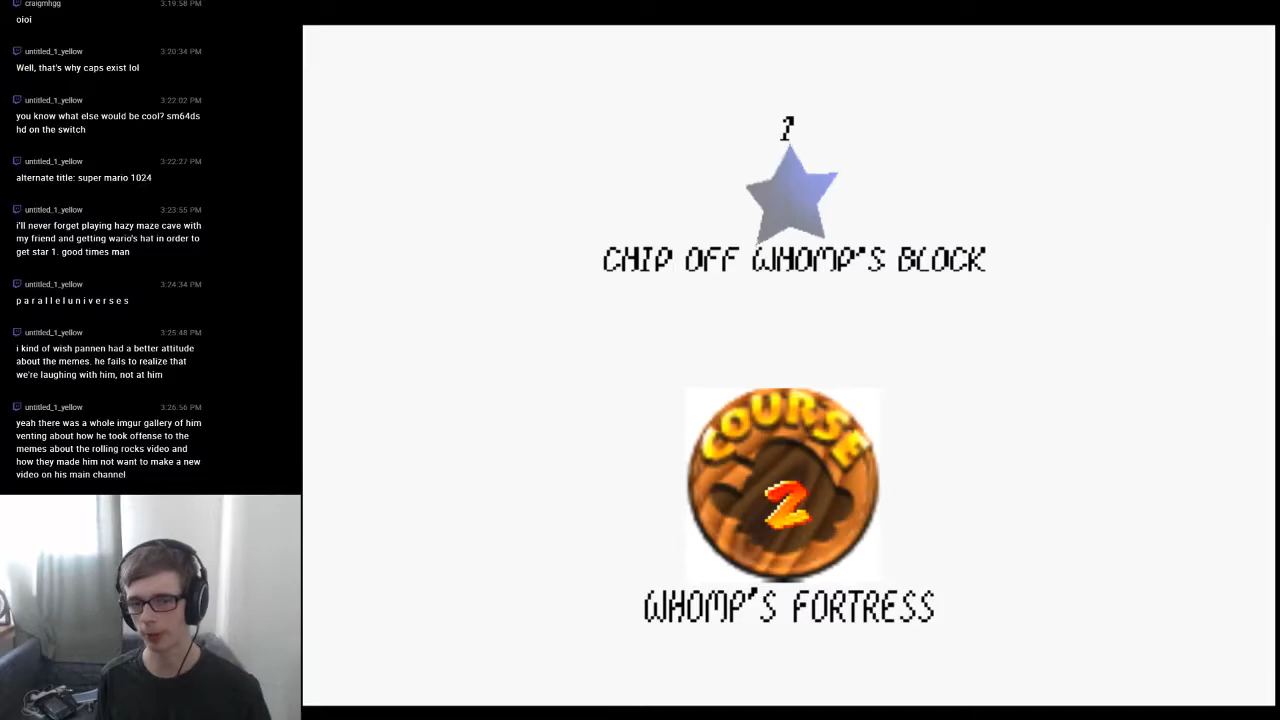 craigmhgg 3:19:58 PM
oioi
untitled_1_yellow 3:20:34 PM
Well, that's why caps exist lol
untitled_1_yellow 3:22:02 PM
you know what else would be cool? sm64ds
hd on the switch
untitled_1_yellow 3:22:27 PM
alternate title: super mario 1024
untitled_1_yellow 3:23:55 PM
i'll never forget playing hazy maze cave with
my friend and getting wario's hat in order to
get star 1. good times man
untitled_1_yellow 3:24:34 PM
p a r a l l e l u n i v e r s e s
untitled_1_yellow 3:25:48 PM
i kind of wish pannen had a better attitude
about the memes. he fails to realize that
we're laughing with him, not at him
untitled_1_yellow 3:26:56 PM
yeah there was a whole imgur gallery of him
venting about how he took offense to the
memes about the rolling rocks video and
how they made him not want to make a new
video on his main channel
1
CHIP OFF WHOMP'S BLOCK
COURSE
2
WHOMP'S FORTRESS